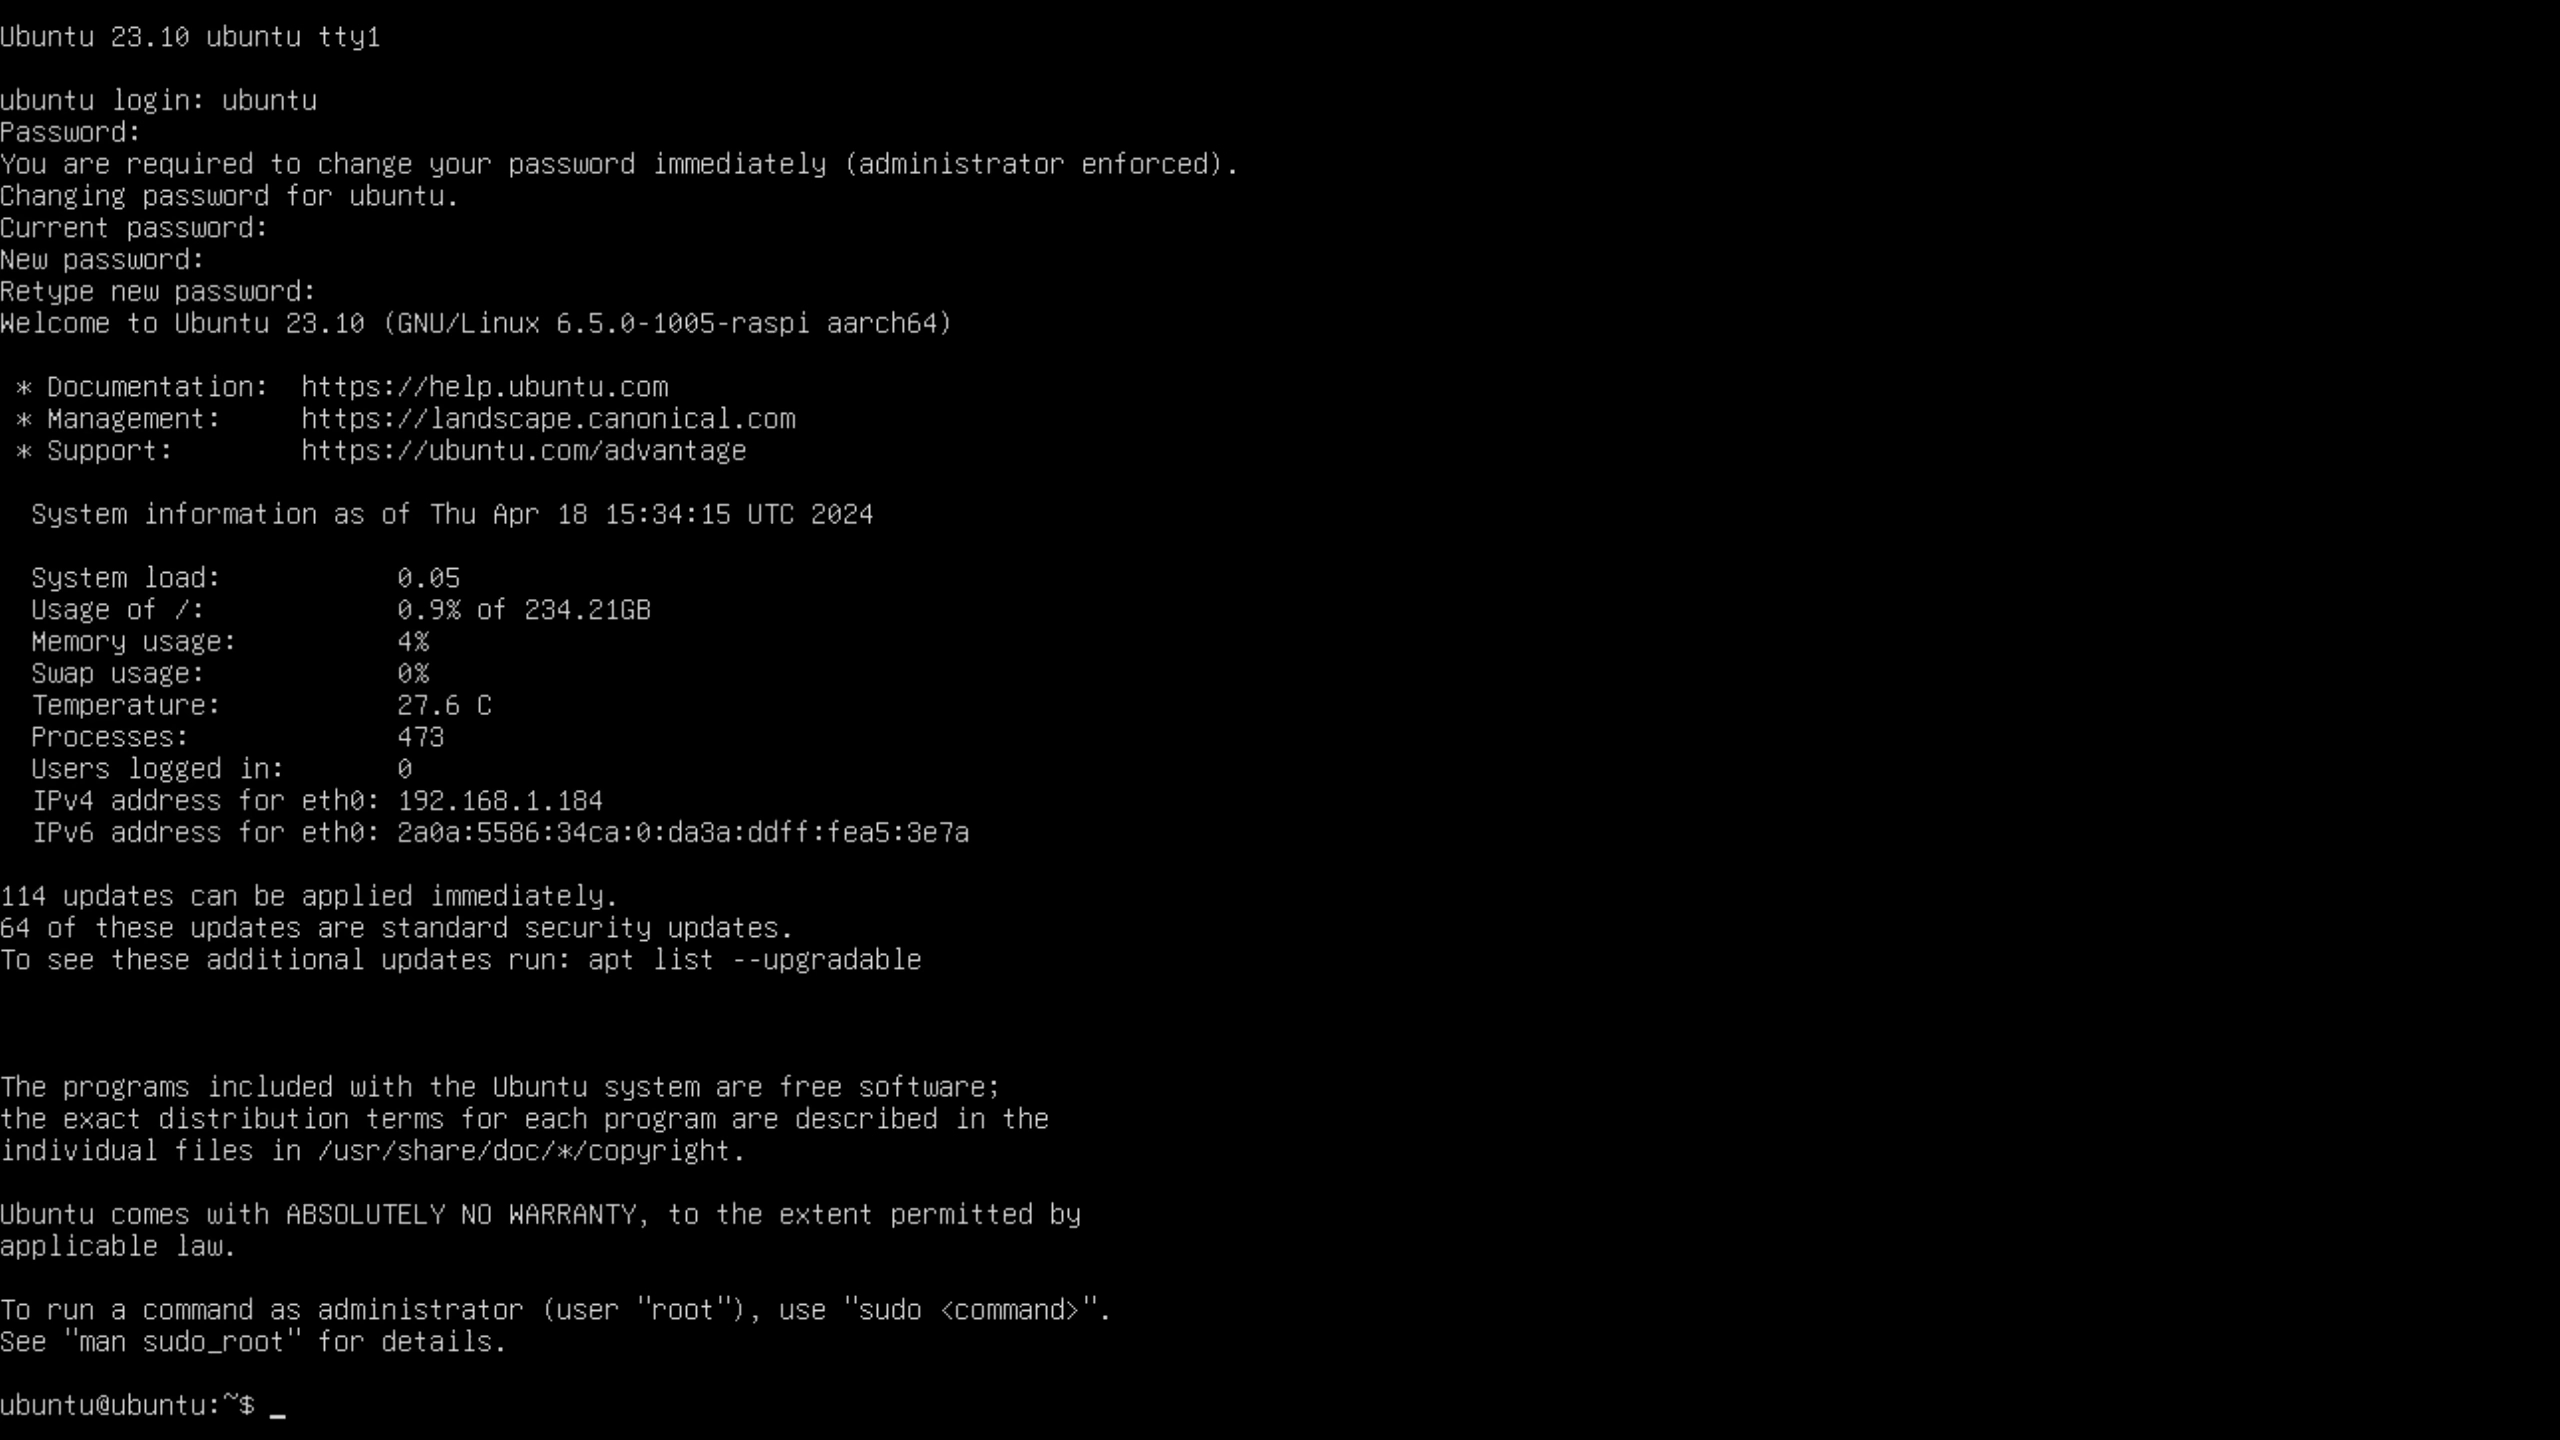 Ubuntu 23.10 ubuntu tty1
ubuntu login: ubuntu
Password:
You are required to change your password immediately (administrator enforced).
Changing password for ubuntu.
Current password:
New password:
Retype new password:
Welcome to Ubuntu 23.10 (GNU/Linux 6.5.0-1005-raspi aarch64)
* Documentation:  https://help.ubuntu.com
* Management:     https://landscape.canonical.com
* Support:        https://ubuntu.com/advantage
System information as of Thu Apr 18 15:34:15 UTC 2024
System load:           0.05
Usage of /:            0.9% of 234.21GB
Memory usage:          4%
Swap usage:            0%
Temperature:           27.6 C
Processes:             473
Users logged in:       0
IPv4 address for eth0: 192.168.1.184
IPv6 address for eth0: 2a0a:5586:34ca:0:da3a:ddff:fea5:3e7a
114 updates can be applied immediately.
64 of these updates are standard security updates.
To see these additional updates run: apt list --upgradable
The programs included with the Ubuntu system are free software;
the exact distribution terms for each program are described in the
individual files in /usr/share/doc/*/copyright.
Ubuntu comes with ABSOLUTELY NO WARRANTY, to the extent permitted by
applicable law.
To run a command as administrator (user "root"), use "sudo <command>".
See "man sudo_root" for details.
ubuntu@ubuntu:~$ _